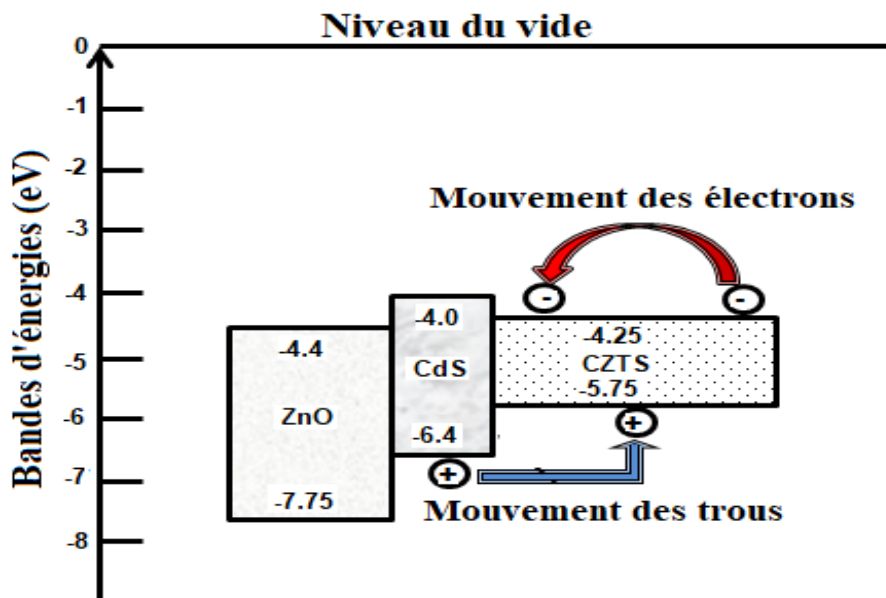 Niveau du vide
Bandes d'énergies (eV)
0
-1
-2
-3
-4
-5
-6
-7
-8
Mouvement des électrons
-
-
-4.0
-4.4
-4.25
CdS
CZTS
-5.75
ZnO
-6.4
+
+
-7.75
Mouvement des trous